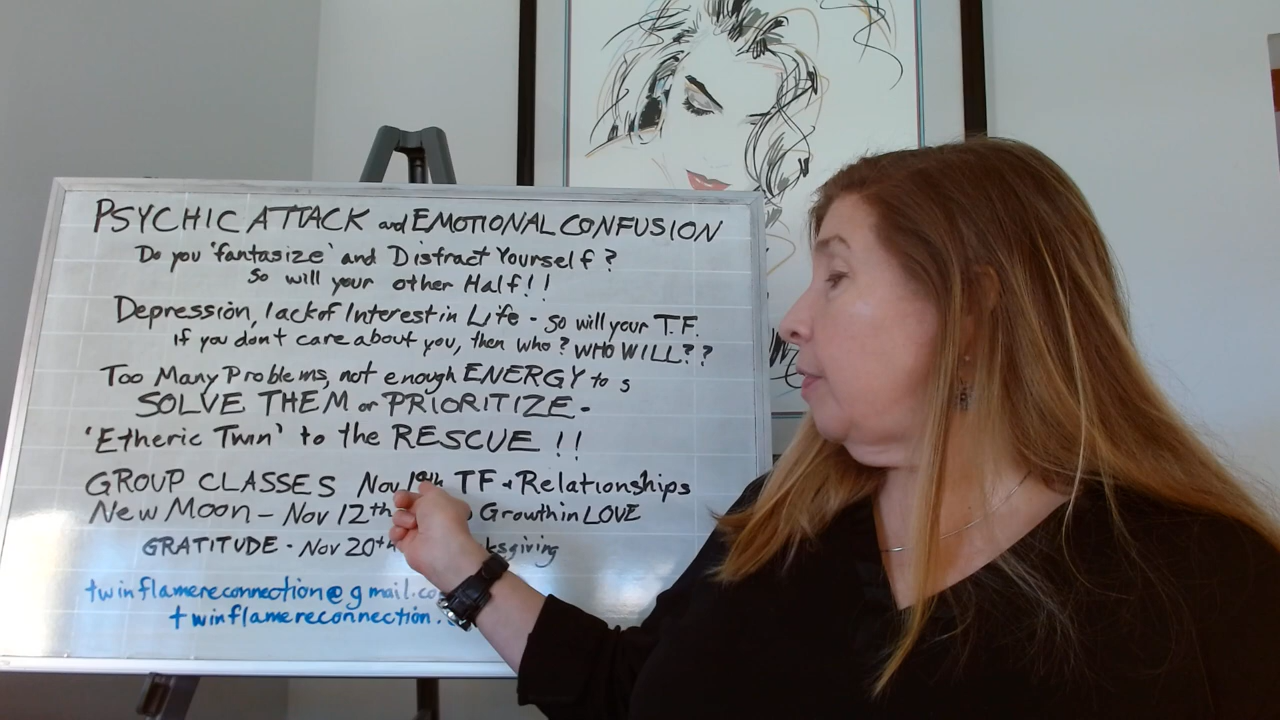 PSYCHIC ATTACK and EMOTIONAL CONFUSION
Do you 'fantasize' and Distract Yourself?
So will your other Half!!
Depression, lack of Interest in Life - So will your T.F.
If you don't care about you, then who? WHO WILL??
Too Many Problems, not enough ENERGY to s
SOLVE THEM or PRIORITIZE-
'Etheric Twin' to the RESCUE!!
GROUP CLASSES Nov TF + Relationships
New Moon - Nov 12th Growth in LOVE
GRATITUDE - Nov 20th
twinflamereconnection@gmail.
twinflamereconnection.